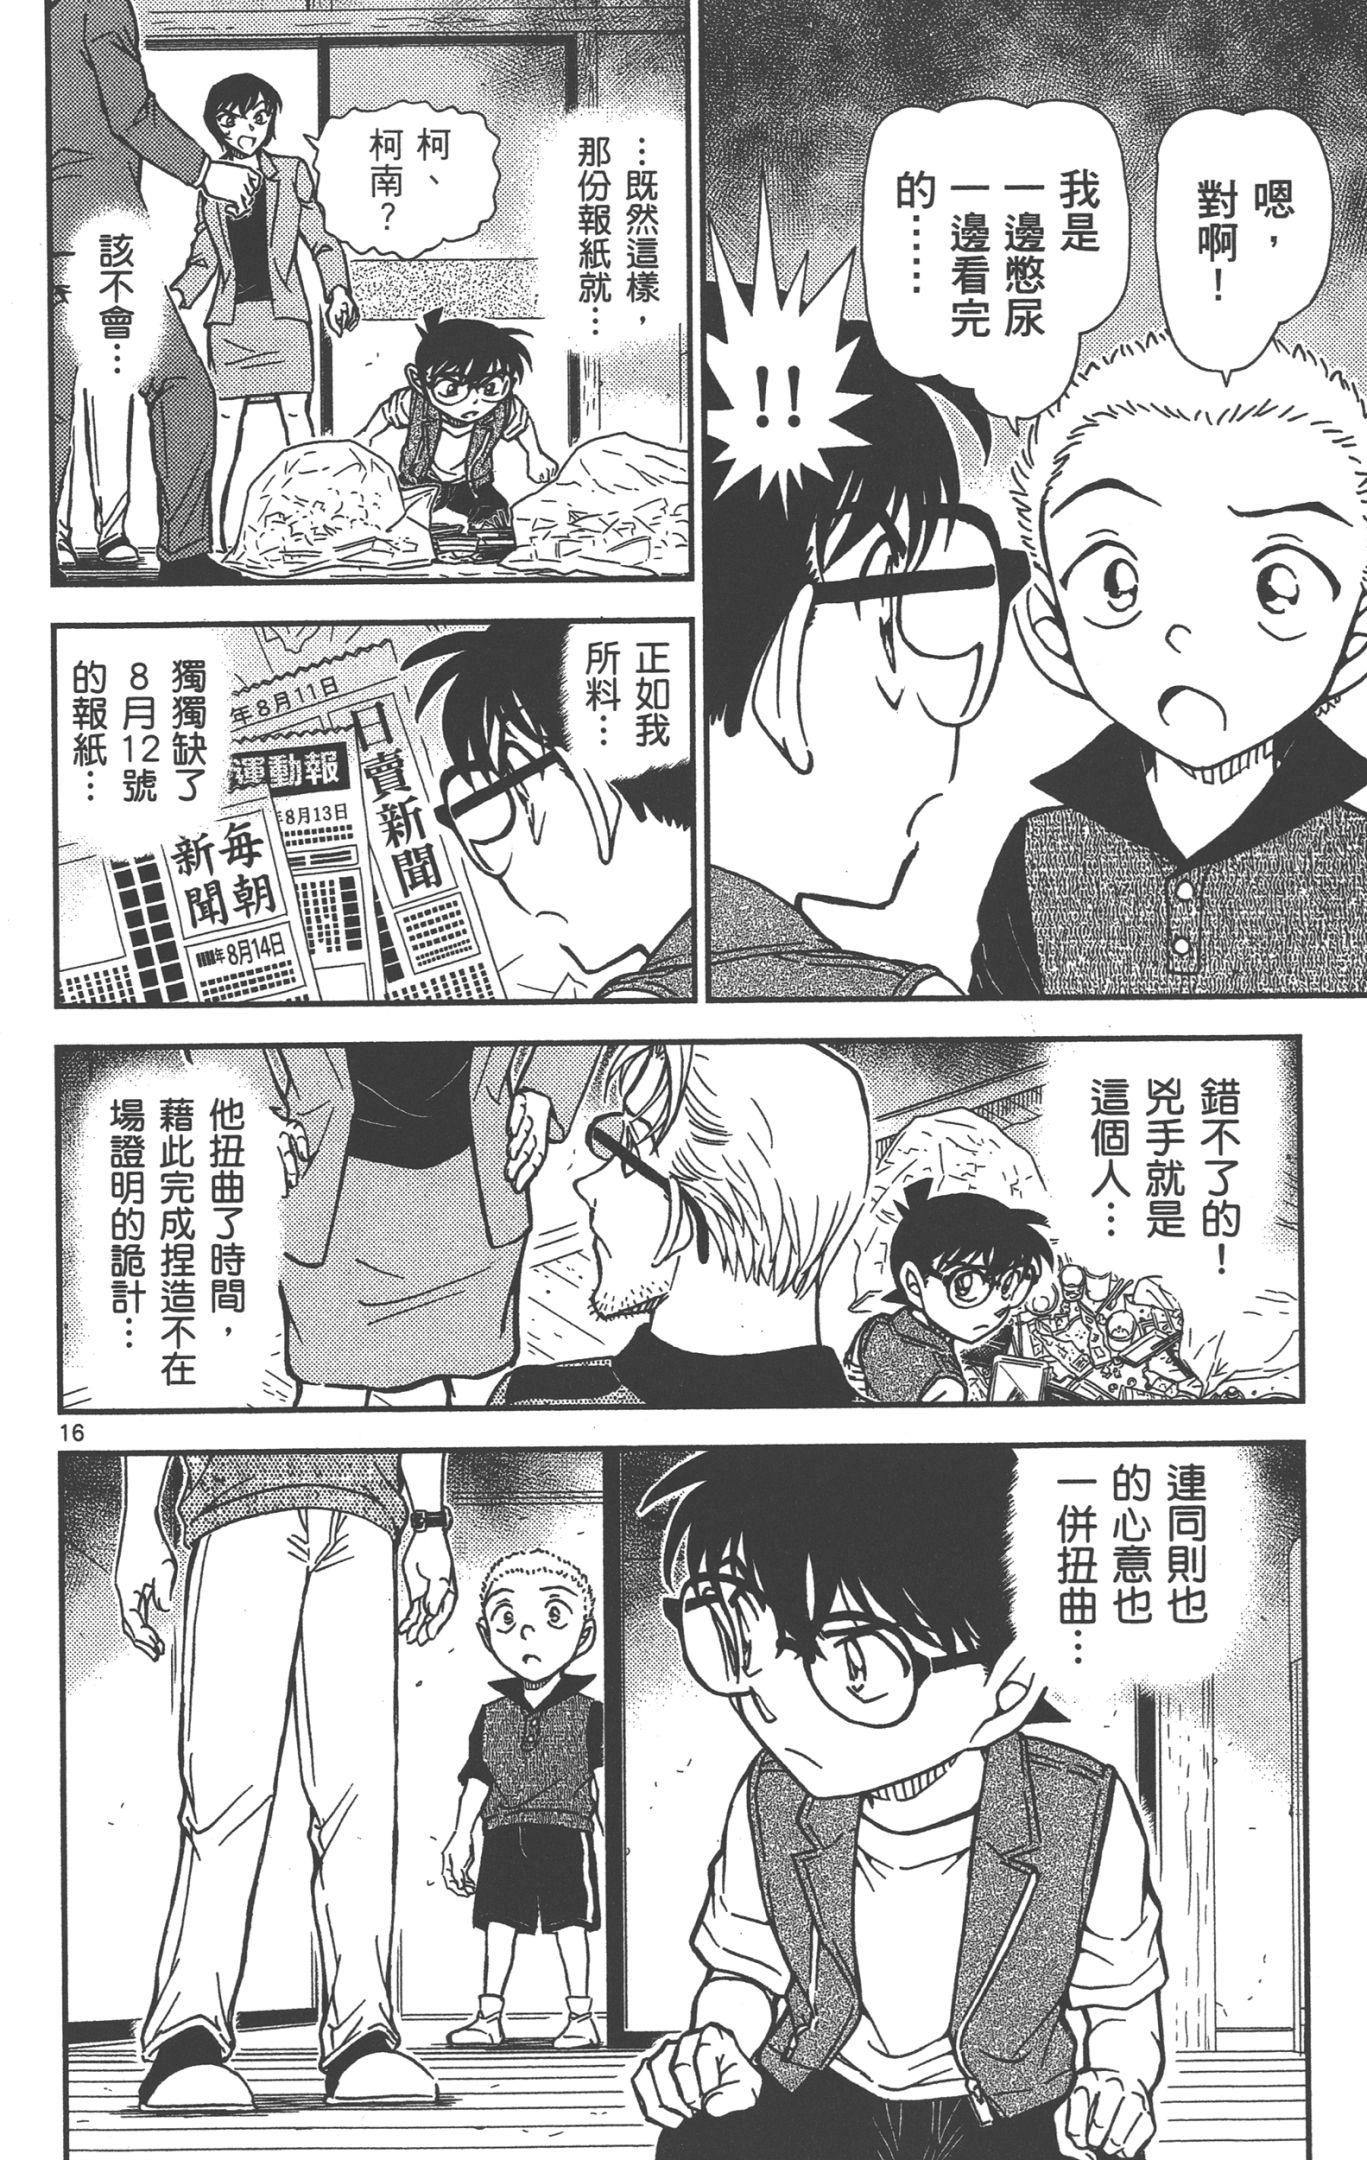 嗯，
對啊！
我是
一邊憋尿
一邊看完
的……
!!
…既然這樣，
那份報紙就…
柯、
柯南？
該不會…
正如我
所料…
獨獨缺了
8月12號
的報紙…
年8月11日
日賣新聞
運動報
年8月13日
每朝
新聞
年8月14日
錯不了的！
兇手就是
這個人…
他扭曲了時間，
藉此完成捏造不在
場證明的詭計…
16
連同則也
的心意也
一併扭曲…